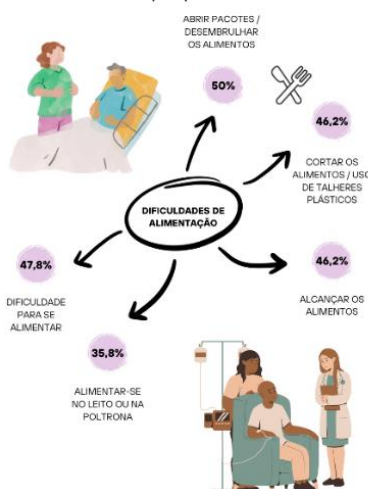 ABRIR PACOTES /
DESEMBRULHAR
OS ALIMENTOS
50%
46,2%
CORTAR OS
ALIMENTOS / USO
DE TALHERES
PLÁSTICOS
DIFICULDADES DE
ALIMENTAÇÃO
47,8%
DIFICULDADE
PARA SE
ALIMENTAR
46,2%
ALCANÇAR OS
ALIMENTOS
35,8%
ALIMENTAR-SE
NO LEITO OU NA
POLTRONA